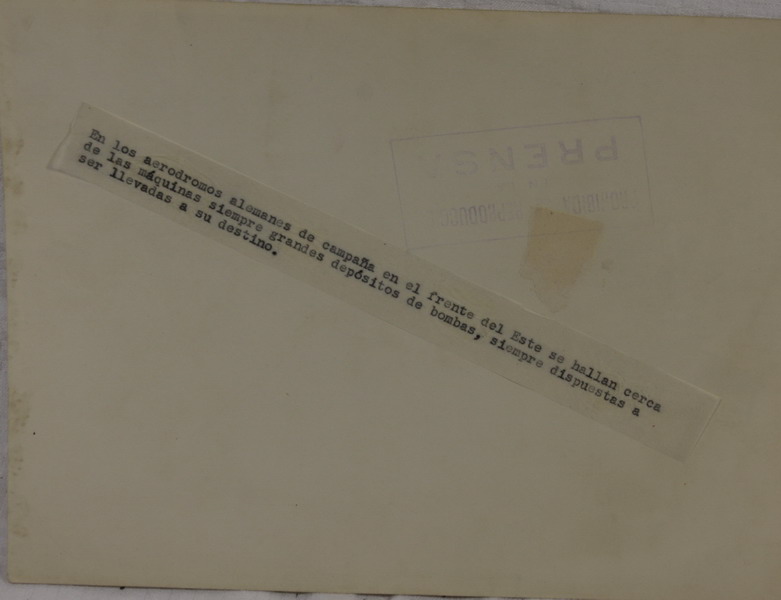 En los aerodromos alemanes de campaña en el frente del Este se hallan cerca
de las máquinas siempre grandes depósitos de bombas, siempre dispuestas a
ser llevadas a su destino.
PRENS